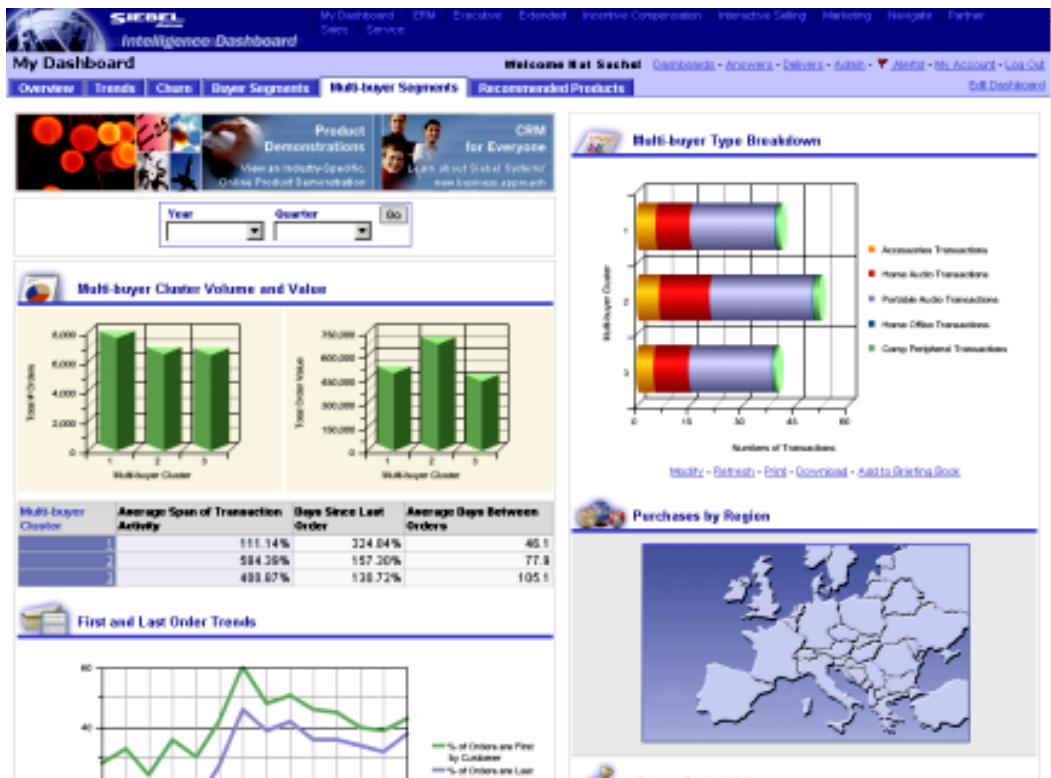 SIEBEL
My Dashboard ERM Executive Extended Incentive Compensation Interactive Selling Marketing Navigate Partner
Sales Service
Intelligence Dashboard
My Dashboard
Welcome Nat Sashel Dashboards - Answers - Delivers - Admin - Alerts! - My Account - Log Out
Overview Trends Churn Buyer Segments Multi-buyer Segments Recommended Products
Edit Dashboard
Product Demonstrations
View an Industry-Specific, Online Product Demonstration
CRM for Everyone
Learn about Siebel Systems' new business approach
Year Quarter Go
Multi-buyer Cluster Volume and Value
8,000
6,000
4,000
2,000
0
Total # Orders
1 2 3
Multi-buyer Cluster
750,000
600,000
450,000
300,000
150,000
0
Total Order Value
1 2 3
Multi-buyer Cluster
Multi-buyer Cluster Average Span of Transaction Activity Days Since Last Order Average Days Between Orders
1 111.14% 324.04% 46.1
2 504.39% 157.30% 77.9
3 400.87% 130.72% 105.1
First and Last Order Trends
60
40
% of Orders are First
by Customer
% of Orders are Last
Multi-buyer Type Breakdown
Multi-buyer Cluster
1
2
3
0 15 30 45 60
Numbers of Transactions
Accessories Transactions
Home Audio Transactions
Portable Audio Transactions
Home Office Transactions
Comp Peripheral Transactions
Modify - Refresh - Print - Download - Add to Briefing Book
Purchases by Region